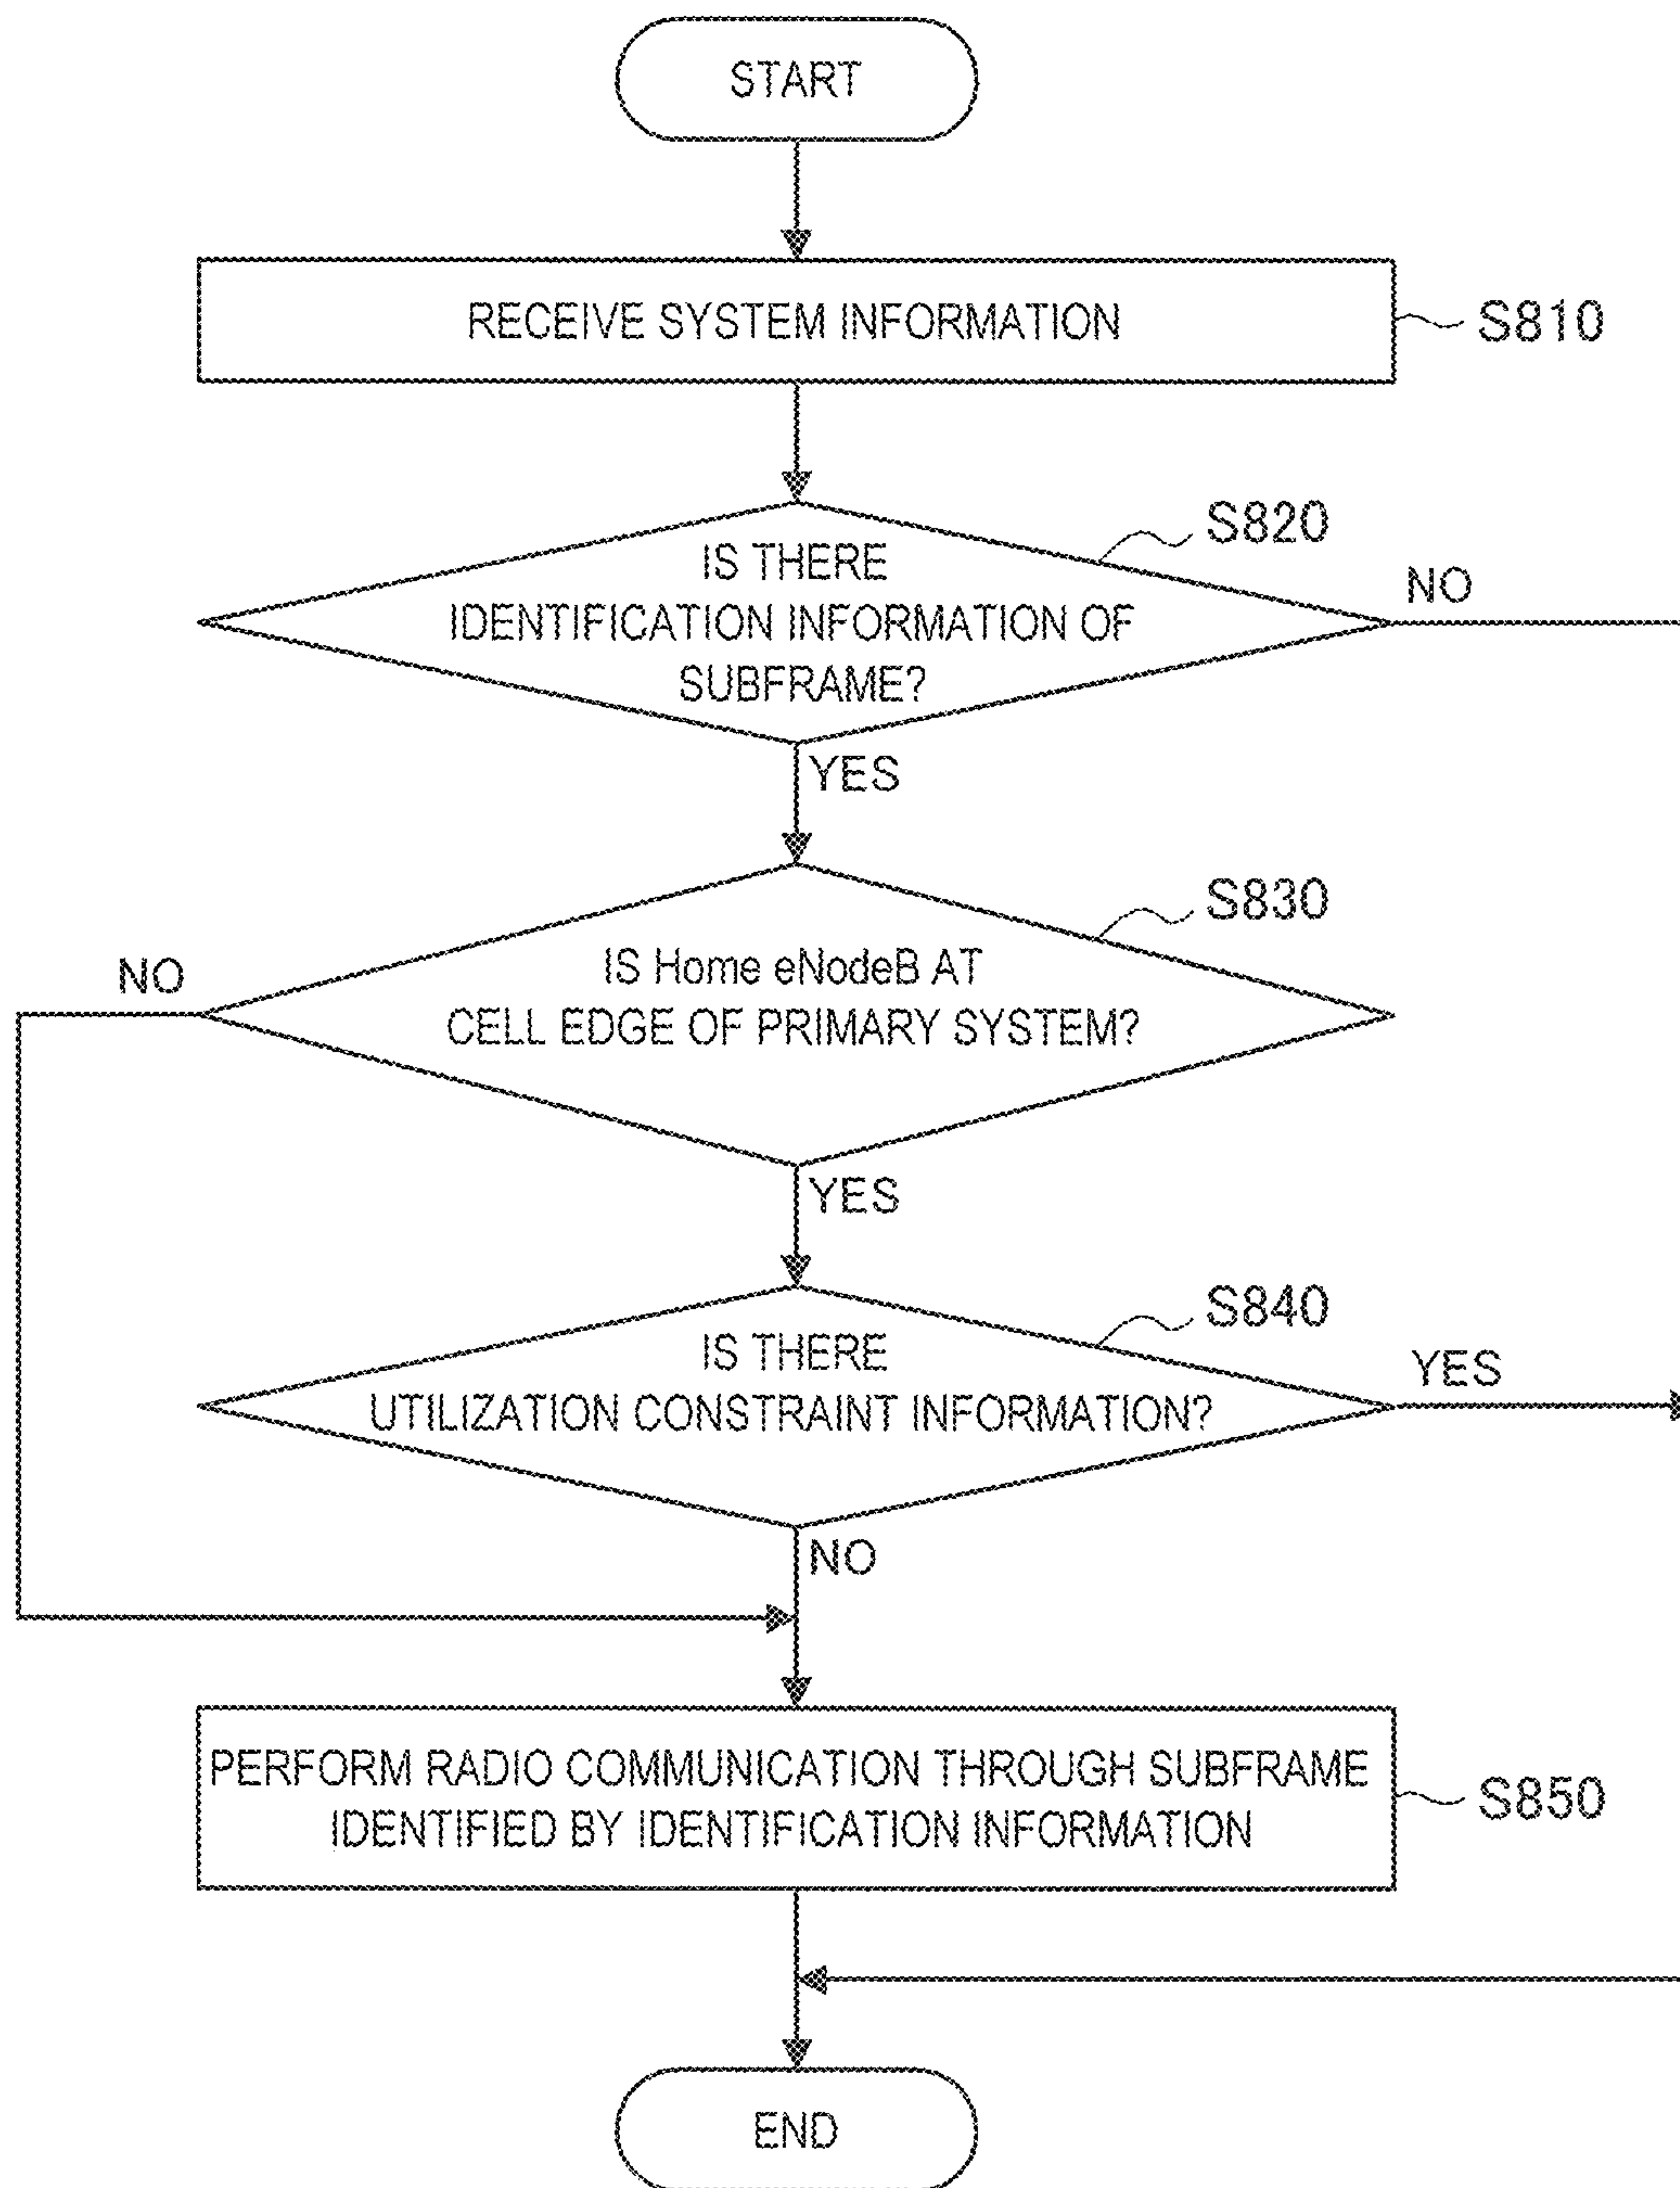 START
RECEIVE SYSTEM INFORMATION
S810
S820
IS THERE
IDENTIFICATION INFORMATION OF
SUBFRAME?
NO
YES
S830
IS Home eNodeB AT
CELL EDGE OF PRIMARY SYSTEM?
NO
YES
S840
IS THERE
UTILIZATION CONSTRAINT INFORMATION?
YES
NO
PERFORM RADIO COMMUNICATION THROUGH SUBFRAME
IDENTIFIED BY IDENTIFICATION INFORMATION
S850
END